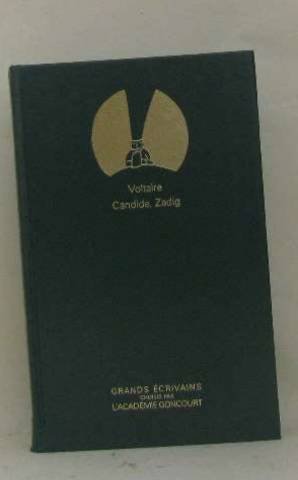 Voltaire
Candide, Zadig
GRANDS ÉCRIVAINS
CHOISIS PAR
L'ACADÉMIE GONCOURT